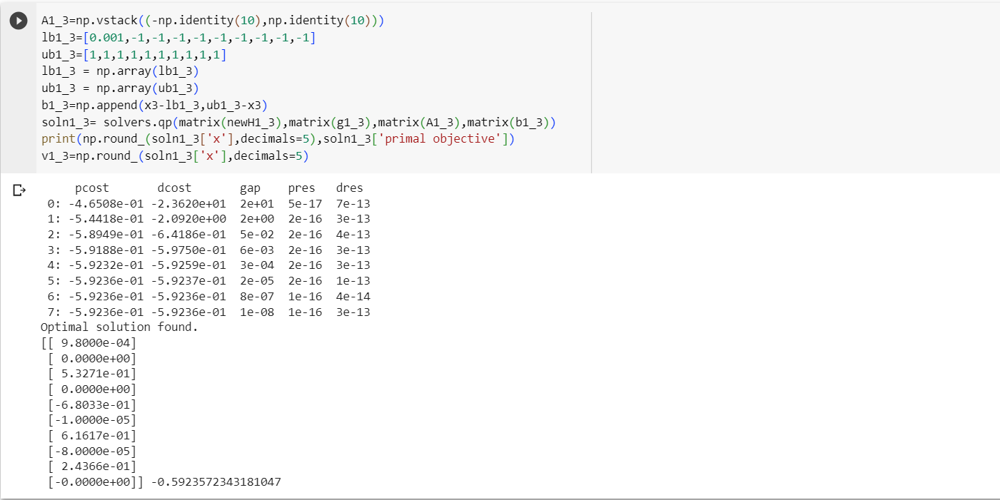 A1_3=np.vstack((-np.identity(10),np.identity(10)))
lb1_3=[0.001,-1,-1,-1,-1,-1,-1,-1,-1,-1]
ub1_3=[1,1,1,1,1,1,1,1,1,1]
lb1_3 = np.array(lb1_3)
ub1_3 = np.array(ub1_3)
b1_3=np.append(x3-lb1_3,ub1_3-x3)
soln1_3= solvers.qp(matrix(newH1_3),matrix(g1_3),matrix(A1_3),matrix(b1_3))
print(np.round_(soln1_3['x'],decimals=5),soln1_3['primal objective'])
v1_3=np.round_(soln1_3['x'],decimals=5)
     pcost       dcost       gap    pres   dres
 0: -4.6508e-01 -2.3620e+01  2e+01  5e-17  7e-13
 1: -5.4418e-01 -2.0920e+00  2e+00  2e-16  3e-13
 2: -5.8949e-01 -6.4186e-01  5e-02  2e-16  4e-13
 3: -5.9188e-01 -5.9750e-01  6e-03  2e-16  3e-13
 4: -5.9232e-01 -5.9259e-01  3e-04  2e-16  3e-13
 5: -5.9236e-01 -5.9237e-01  2e-05  2e-16  1e-13
 6: -5.9236e-01 -5.9236e-01  8e-07  1e-16  4e-14
 7: -5.9236e-01 -5.9236e-01  1e-08  1e-16  3e-13
Optimal solution found.
[[ 9.8000e-04]
 [ 0.0000e+00]
 [ 5.3271e-01]
 [ 0.0000e+00]
 [-6.8033e-01]
 [-1.0000e-05]
 [ 6.1617e-01]
 [-8.0000e-05]
 [ 2.4366e-01]
 [-0.0000e+00]] -0.5923572343181047